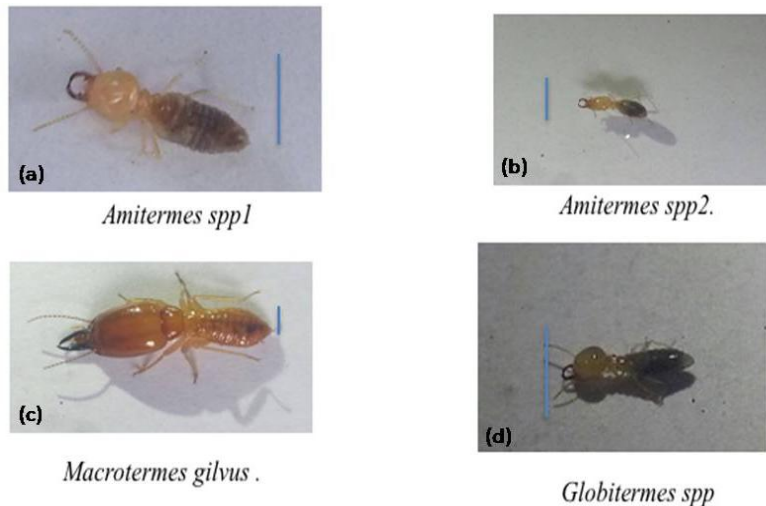 (a)
(b)
Amitermes spp1
Amitermes spp2.
(c)
(d)
Macrotermes gilvus .
Globitermes spp